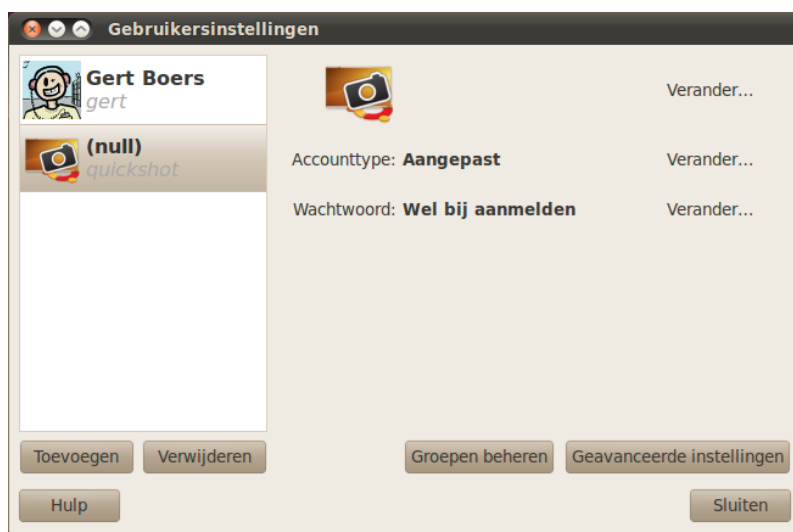 Gebruikersinstellingen
Gert Boers
gert
(null)
quickshot
Verander...
Accounttype: Aangepast
Verander...
Wachtwoord: Wel bij aanmelden
Verander...
Toevoegen
Verwijderen
Groepen beheren
Geavanceerde instellingen
Hulp
Sluiten